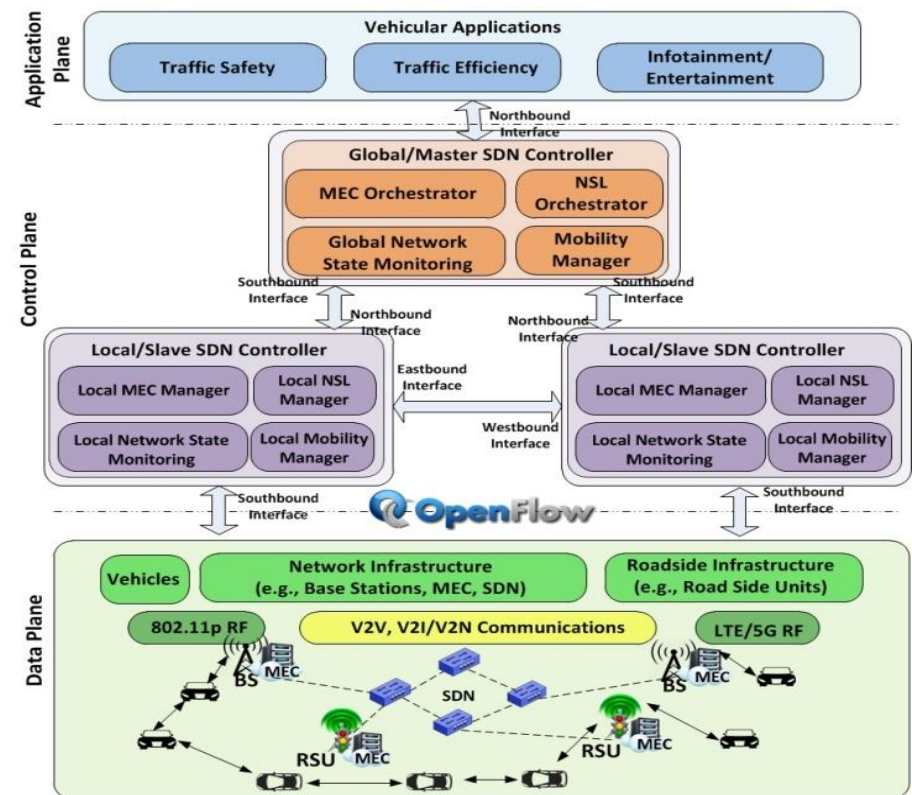 Application
Plane
Vehicular Applications
Traffic Safety
Traffic Efficiency
Infotainment/
Entertainment
Northbound
Interface
Control Plane
Global/Master SDN Controller
MEC Orchestrator
NSL
Orchestrator
Global Network
State Monitoring
Mobility
Manager
Southbound
Interface
Southbound
Interface
Northbound
Interface
Northbound
Interface
Local/Slave SDN Controller
Local MEC Manager
Local NSL
Manager
Local Network State
Monitoring
Local Mobility
Manager
Eastbound
Interface
Westbound
Interface
Local/Slave SDN Controller
Local MEC Manager
Local NSL
Manager
Local Network State
Monitoring
Local Mobility
Manager
Southbound
Interface
OpenFlow
Southbound
Interface
Data Plane
Vehicles
Network Infrastructure
(e.g., Base Stations, MEC, SDN)
Roadside Infrastructure
(e.g., Road Side Units)
802.11p RF
V2V, V2I/V2N Communications
LTE/5G RF
BS
MEC
SDN
BS
MEC
RSU
MEC
RSU
MEC